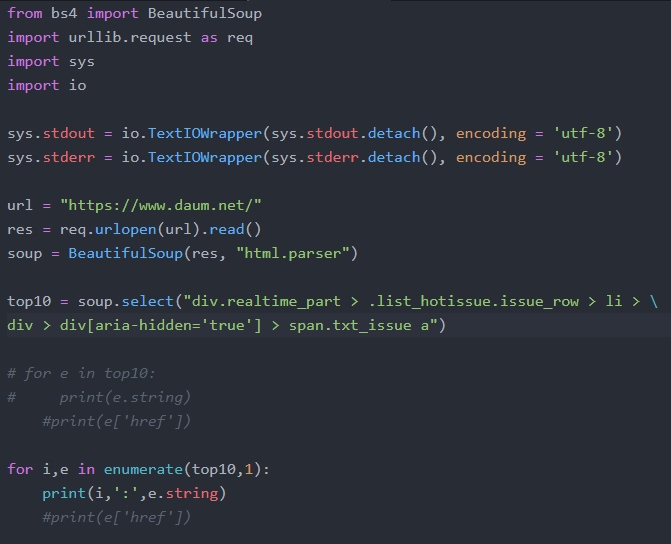 from bs4 import BeautifulSoup
import urllib.request as req
import sys
import io
sys.stdout = io.TextIOWrapper(sys.stdout.detach(), encoding = 'utf-8')
sys.stderr = io.TextIOWrapper(sys.stderr.detach(), encoding = 'utf-8')
url = "https://www.daum.net/"
res = req.urlopen(url).read()
soup = BeautifulSoup(res, "html.parser")
top10 = soup.select("div.realtime_part > .list_hotissue.issue_row > li > \
div > div[aria-hidden='true'] > span.txt_issue a")
# for e in top10:
#     print(e.string)
    #print(e['href'])
for i,e in enumerate(top10,1):
    print(i,':',e.string)
    #print(e['href'])